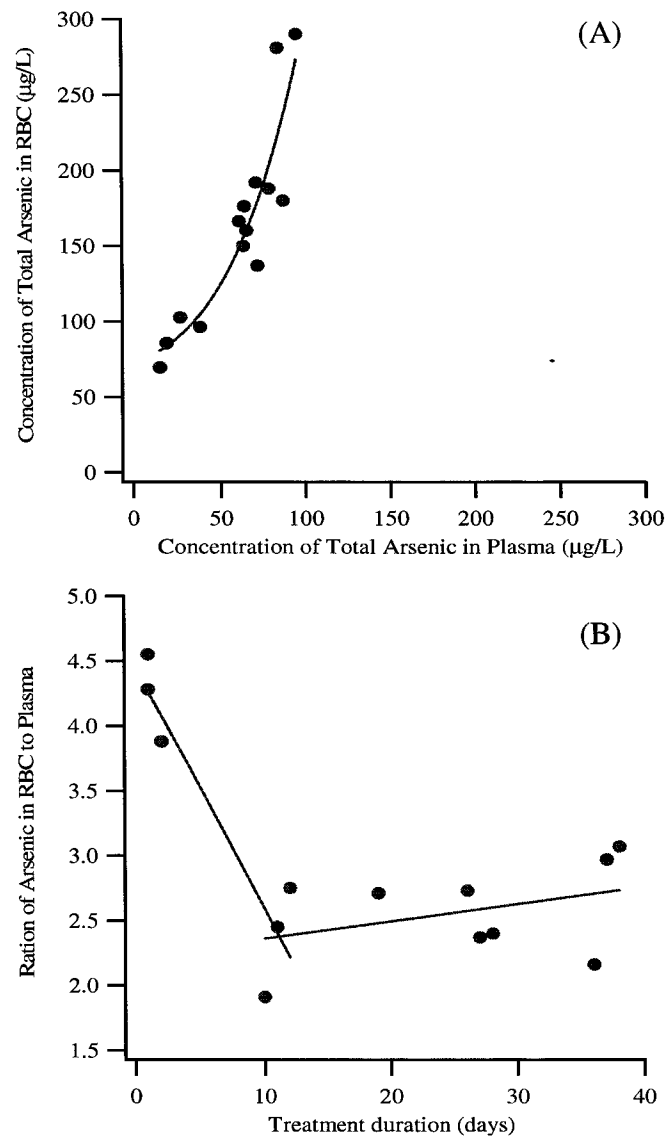 (A)
Concentration of Total Arsenic in RBC (µg/L)
300
250
200
150
100
50
0
0 50 100 150 200 250 300
Concentration of Total Arsenic in Plasma (µg/L)
(B)
Ration of Arsenic in RBC to Plasma
5.0
4.5
4.0
3.5
3.0
2.5
2.0
1.5
0 10 20 30 40
Treatment duration (days)